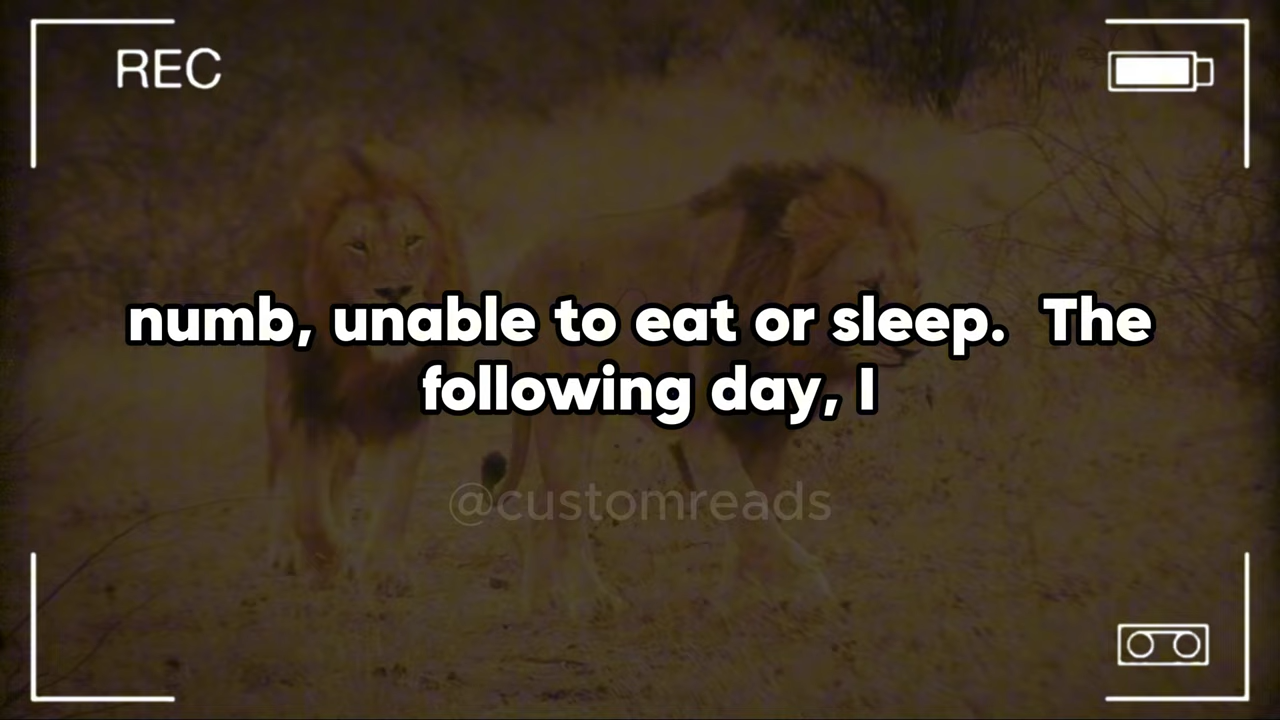 REC
numb, unable to eat or sleep.  The
following day, I
@customreads